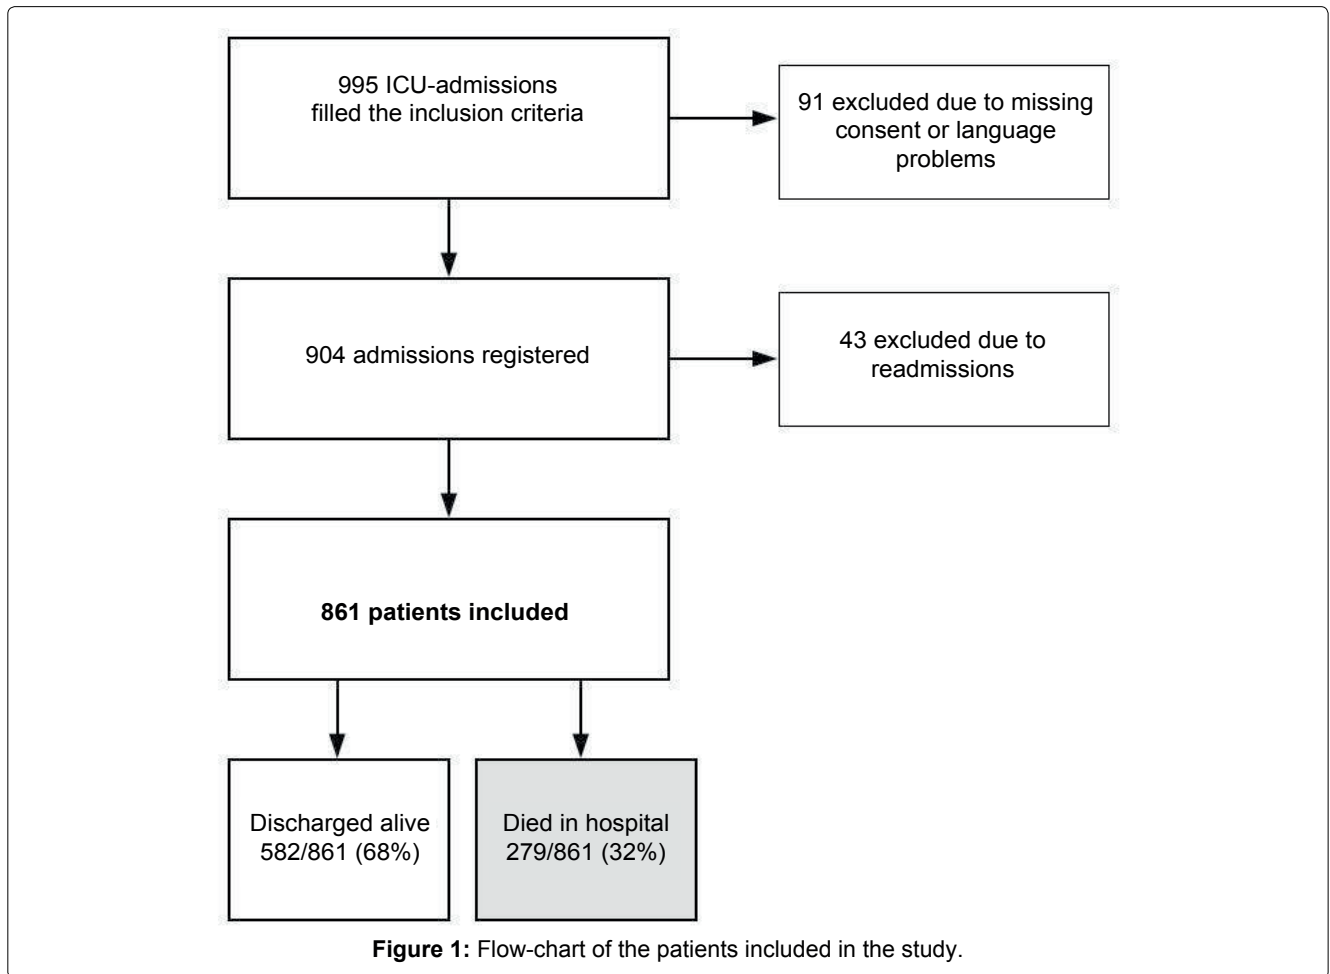 995 ICU-admissions
filled the inclusion criteria
91 excluded due to missing
consent or language
problems
904 admissions registered
43 excluded due to
readmissions
861 patients included
Discharged alive
582/861 (68%)
Died in hospital
279/861 (32%)
Figure 1: Flow-chart of the patients included in the study.